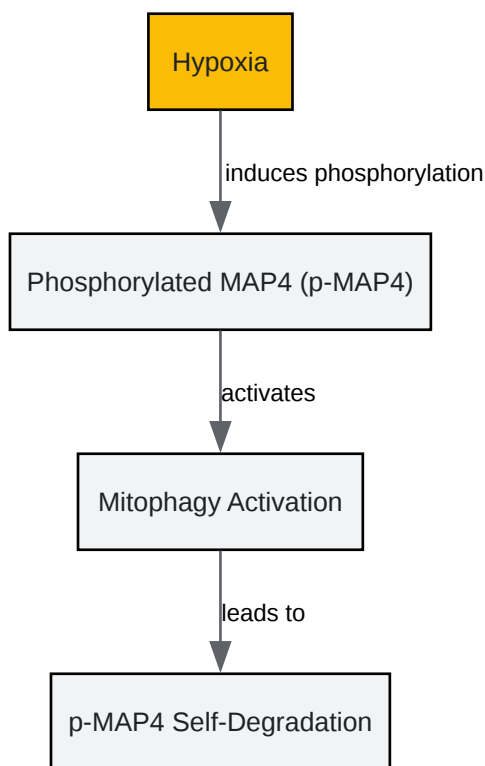 Hypoxia
induces phosphorylation
Phosphorylated MAP4 (p-MAP4)
activates
Mitophagy Activation
leads to
p-MAP4 Self-Degradation